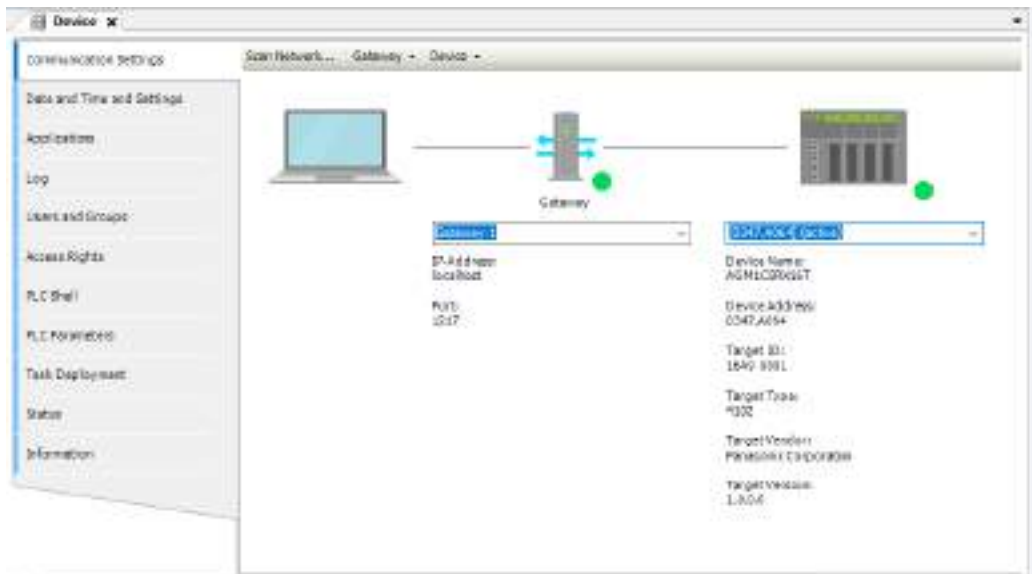 Device
Communication Settings
Scan Network... Gateway Device
Date and Time and Settings
Applications
Log
Users and Groups
Access Rights
PLC Shell
PLC Parameters
Task Deployment
Status
Information
Gateway
Gateway-1
IP-Address:
localhost
Port:
1217
(active)
Device Name:
Device Address:
Target ID:
Target Type:
Target Vendor:
Panasonic Corporation
Target Version: